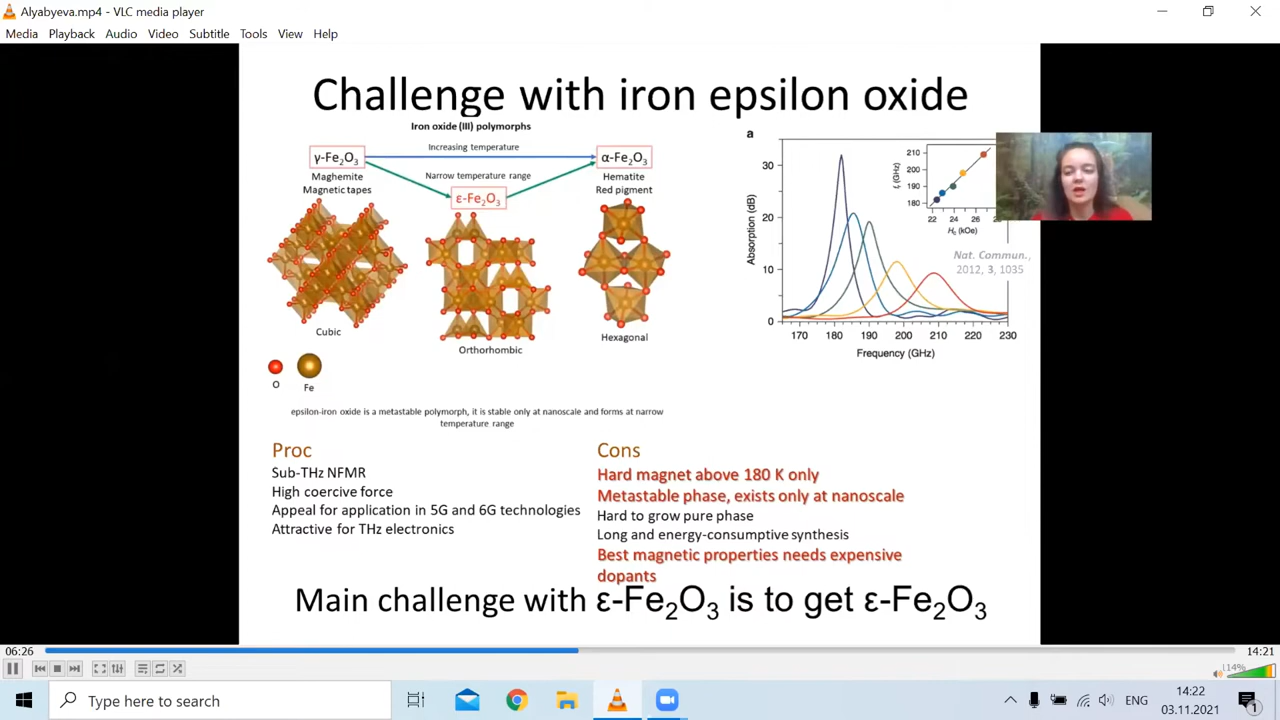 Alyabyeva.mp4 - VLC media player
Media Playback Audio Video Subtitle Tools View Help
Challenge with iron epsilon oxide
Iron oxide (III) polymorphs
γ-Fe₂O₃
Increasing temperature
α-Fe₂O₃
Maghemite
Magnetic tapes
Narrow temperature range
Hematite
Red pigment
ε-Fe₂O₃
Cubic
Orthorhombic
Hexagonal
O
Fe
epsilon-iron oxide is a metastable polymorph, it is stable only at nanoscale and forms at narrow
temperature range
a
Absorption (dB)
30
20
10
0
170 180 190 200 210 220 230
Frequency (GHz)
fr (GHz)
210
200
190
180
22 24 26 28
H₀ (kOe)
Nat. Commun.,
2012, 3, 1035
Proc
Sub-THz NFMR
High coercive force
Appeal for application in 5G and 6G technologies
Attractive for THz electronics
Cons
Hard magnet above 180 K only
Metastable phase, exists only at nanoscale
Hard to grow pure phase
Long and energy-consumptive synthesis
Best magnetic properties needs expensive
dopants
Main challenge with ε-Fe₂O₃ is to get ε-Fe₂O₃
06:26
14:21
14%
Type here to search
ENG
14:22
03.11.2021
1